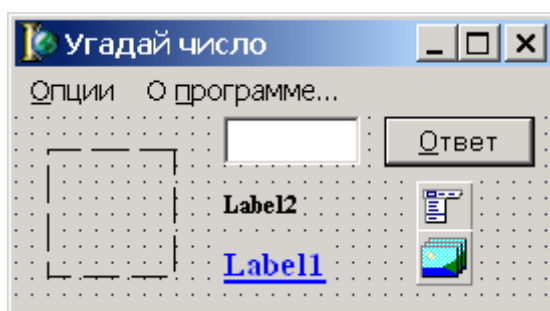 Угадай число
Опции О программе...
Ответ
Label2
Label1